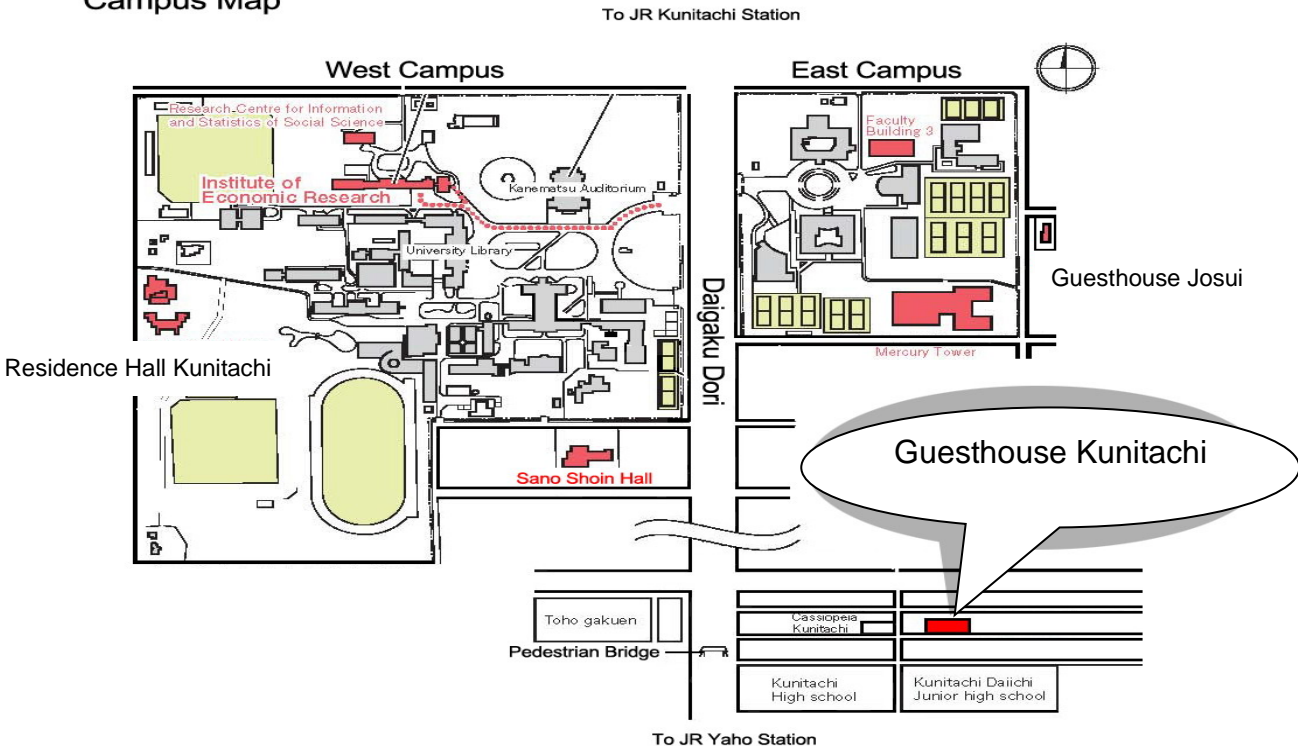 Campus Map
To JR Kunitachi Station
West Campus
East Campus
Research Centre for Information
and Statistics of Social Science
Faculty
Building 3
Institute of
Economic Research
Kanematsu Auditorium
University Library
Guesthouse Josui
Daigaku Dori
Mercury Tower
Residence Hall Kunitachi
Guesthouse Kunitachi
Sano Shoin Hall
Toho gakuen
Cassiopeia
Kunitachi
Pedestrian Bridge
Kunitachi
High school
Kunitachi Daiichi
Junior high school
To JR Yaho Station